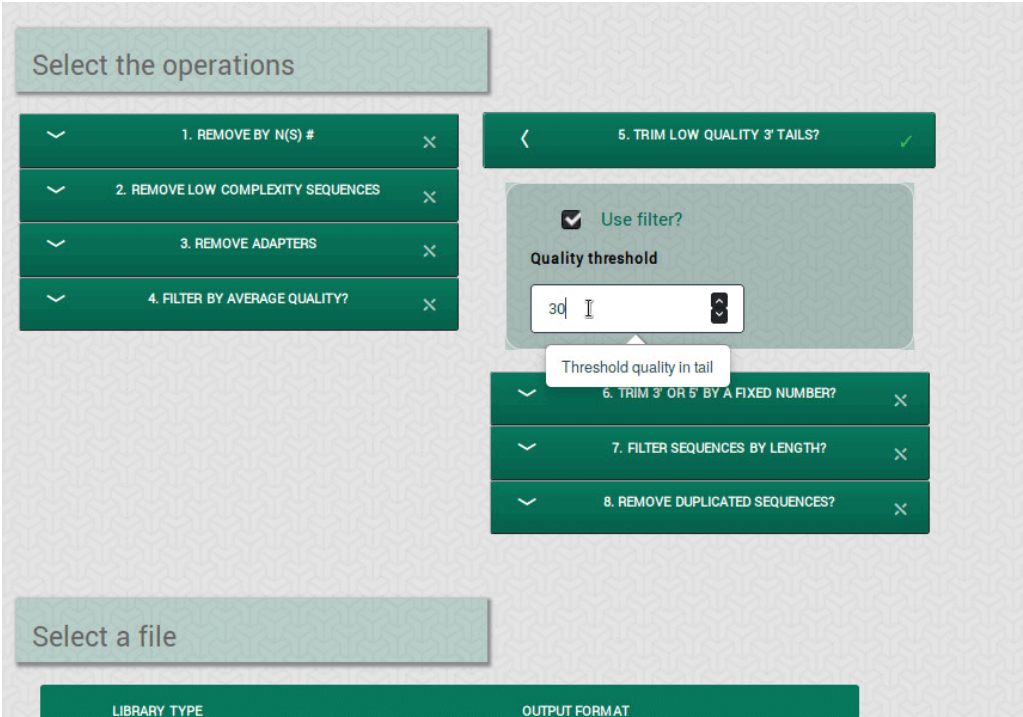 Select the operations
1. REMOVE BY N(S) #
2. REMOVE LOW COMPLEXITY SEQUENCES
3. REMOVE ADAPTERS
4. FILTER BY AVERAGE QUALITY?
5. TRIM LOW QUALITY 3' TAILS?
Use filter?
Quality threshold
30
Threshold quality in tail
6. TRIM 3' OR 5' BY A FIXED NUMBER?
7. FILTER SEQUENCES BY LENGTH?
8. REMOVE DUPLICATED SEQUENCES?
Select a file
LIBRARY TYPE
OUTPUT FORMAT